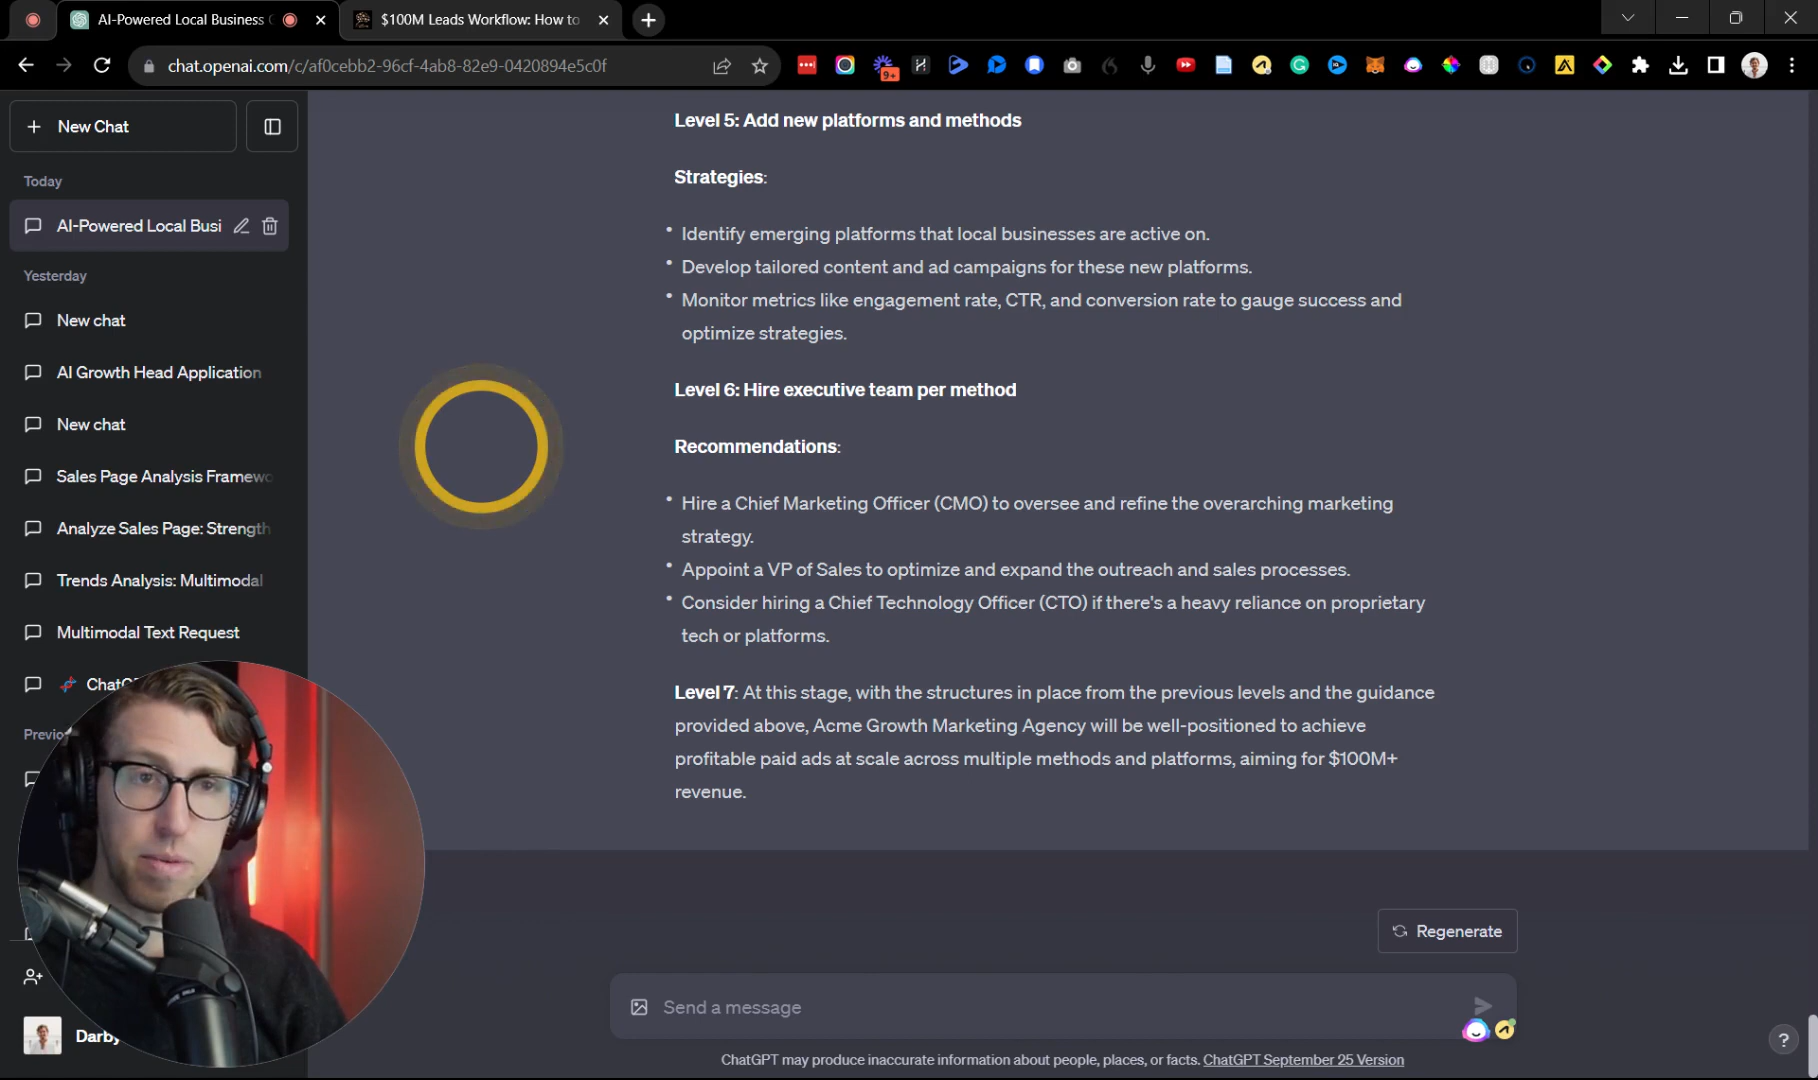 AI-Powered Local Business
$100M Leads Workflow: How to
chat.openai.com/c/af0cebb2-96cf-4ab8-82e9-0420894e5c0f
9+
New Chat
Today
AI-Powered Local Busi
Yesterday
New chat
AI Growth Head Application
New chat
Sales Page Analysis Framewo
Analyze Sales Page: Strength
Trends Analysis: Multimodal
Multimodal Text Request
Darby
Level 5: Add new platforms and methods
Strategies:
• Identify emerging platforms that local businesses are active on.
• Develop tailored content and ad campaigns for these new platforms.
• Monitor metrics like engagement rate, CTR, and conversion rate to gauge success and
optimize strategies.
Level 6: Hire executive team per method
Recommendations:
• Hire a Chief Marketing Officer (CMO) to oversee and refine the overarching marketing
strategy.
• Appoint a VP of Sales to optimize and expand the outreach and sales processes.
• Consider hiring a Chief Technology Officer (CTO) if there's a heavy reliance on proprietary
tech or platforms.
Level 7: At this stage, with the structures in place from the previous levels and the guidance
provided above, Acme Growth Marketing Agency will be well-positioned to achieve
profitable paid ads at scale across multiple methods and platforms, aiming for $100M+
revenue.
Regenerate
Send a message
ChatGPT may produce inaccurate information about people, places, or facts. ChatGPT September 25 Version
?